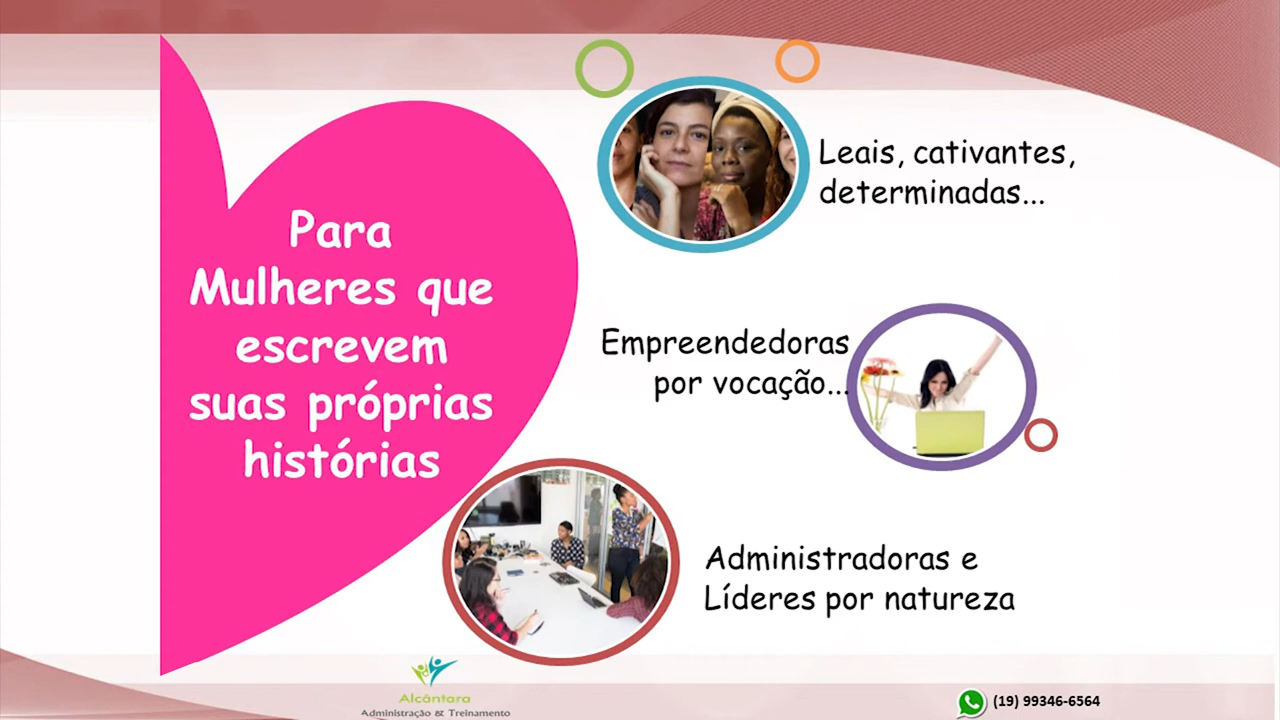 Para
Mulheres que
escrevem
suas próprias
histórias
Leais, cativantes,
determinadas...
Empreendedoras
por vocação...
Administradoras e
Líderes por natureza
Alcântara
Administração & Treinamento
(19) 99346-6564